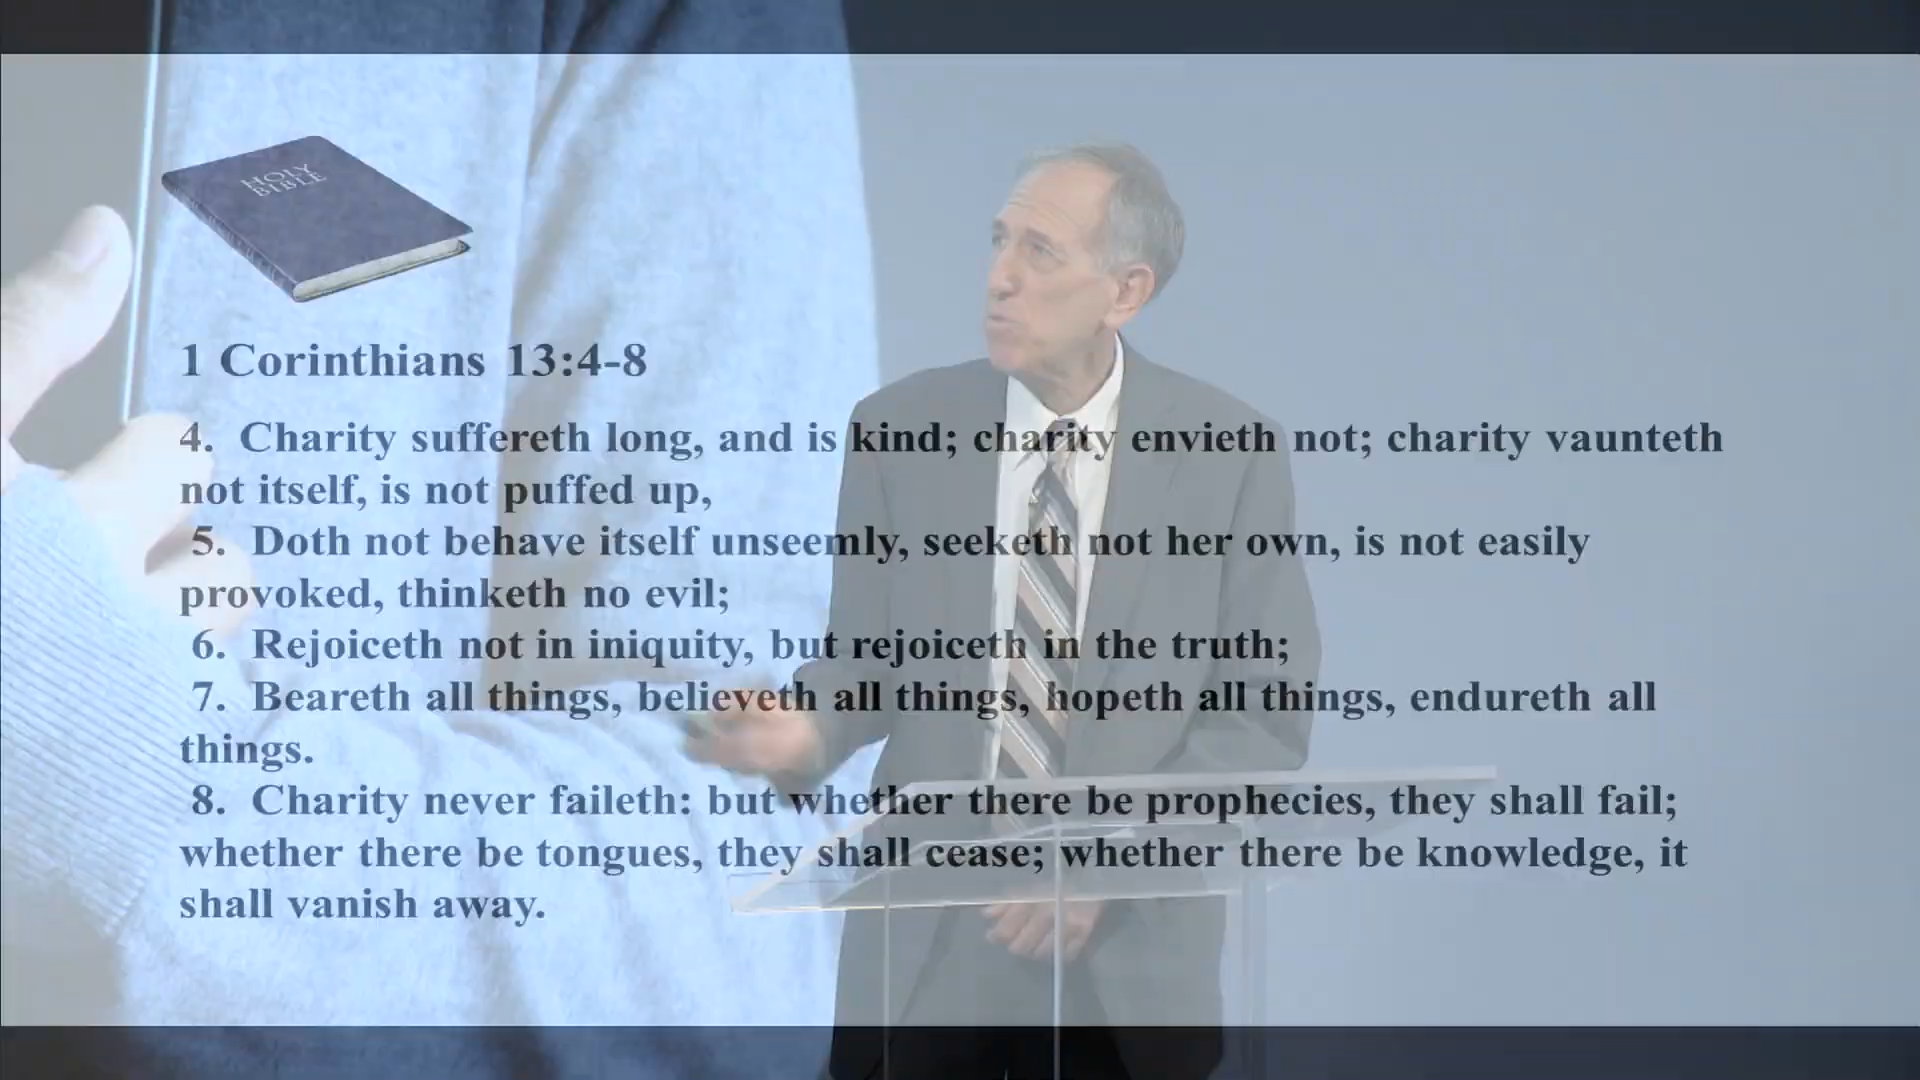 HOLY
BIBLE
1 Corinthians 13:4-8
4. Charity suffereth long, and is kind; charity envieth not; charity vaunteth
not itself, is not puffed up,
5. Doth not behave itself unseemly, seeketh not her own, is not easily
provoked, thinketh no evil;
6. Rejoiceth not in iniquity, but rejoiceth in the truth;
7. Beareth all things, believeth all things, hopeth all things, endureth all
things.
8. Charity never faileth: but whether there be prophecies, they shall fail;
whether there be tongues, they shall cease; whether there be knowledge, it
shall vanish away.